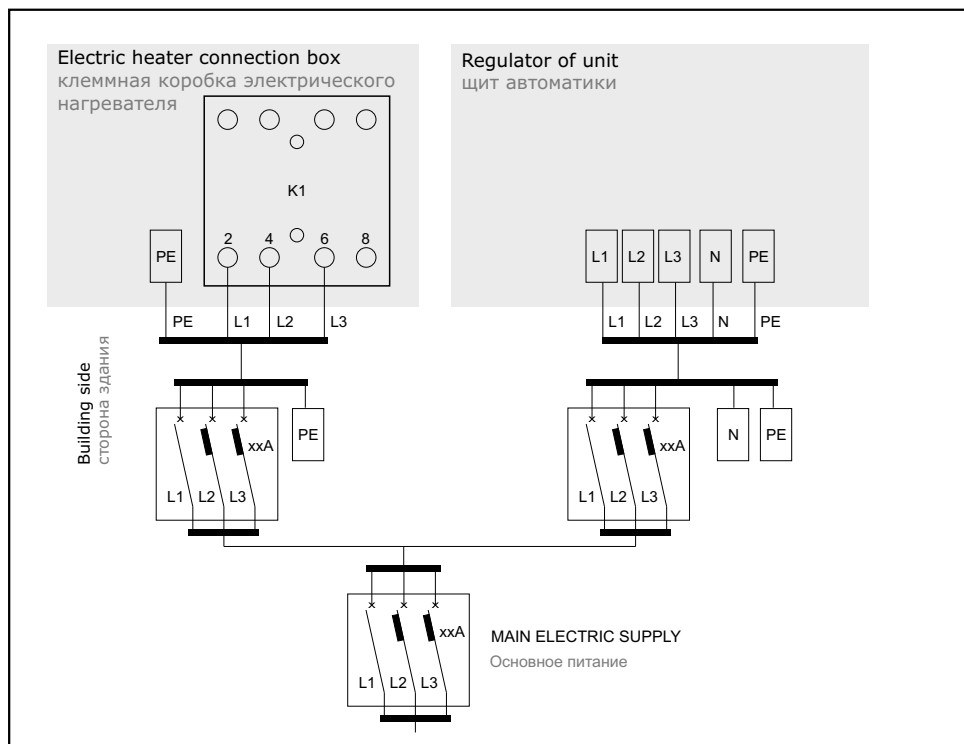 Electric heater connection box
клеммная коробка электрического
нагревателя
K1
2 4 6 8
PE
PE L1 L2 L3
Regulator of unit
щит автоматики
L1 L2 L3 N PE
L1 L2 L3 N PE
Building side
сторона здания
xxA
PE
L1 L2 L3
xxA
N PE
L1 L2 L3
xxA
L1 L2 L3
MAIN ELECTRIC SUPPLY
Основное питание